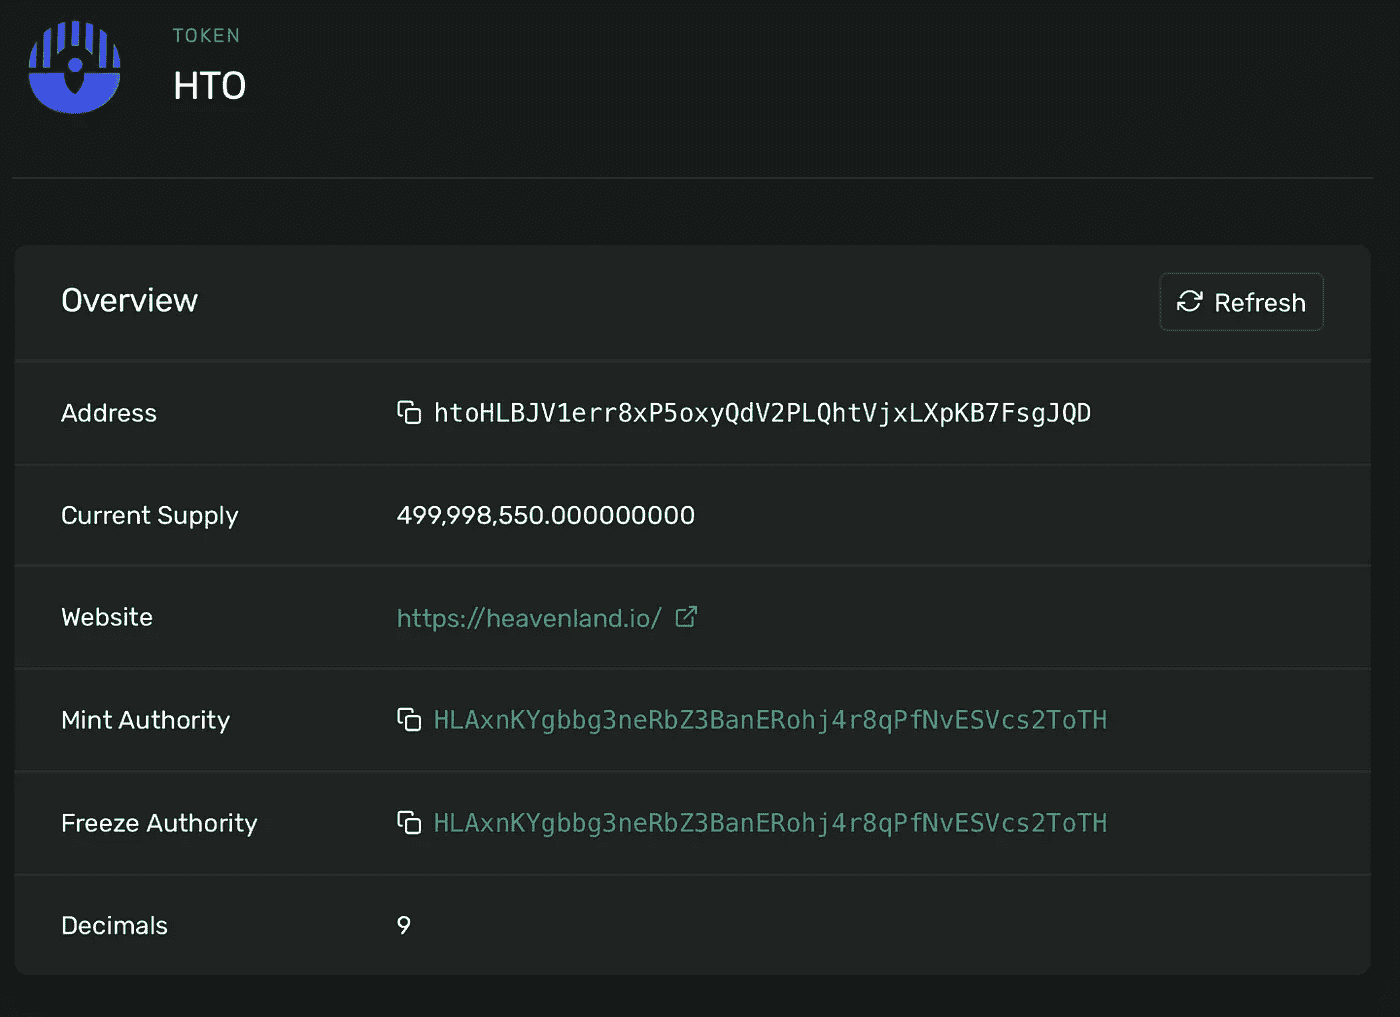 TOKEN
HTO
Overview
Refresh
Address htoHLBJV1err8xP5oxyQdV2PLQhtVjxLXpKB7FsgJQD
Current Supply 499,998,550.000000000
Website https://heavenland.io/
Mint Authority HLAxnKYgbbg3neRbZ3BanERohj4r8qPfNvESVcs2ToTH
Freeze Authority HLAxnKYgbbg3neRbZ3BanERohj4r8qPfNvESVcs2ToTH
Decimals 9